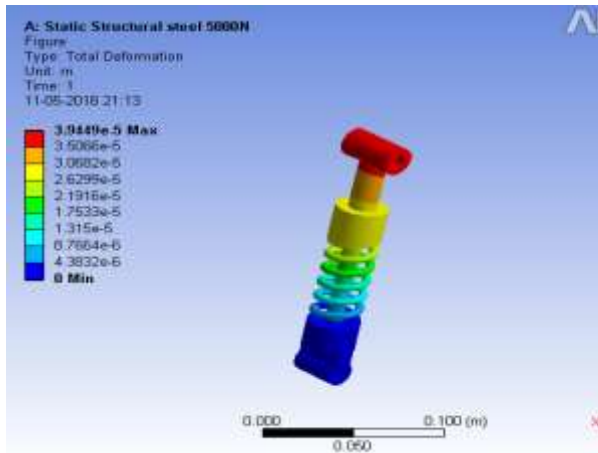 A: Static Structural steel 5000N
Figure
Type: Total Deformation
Unit: m
Time: 1
11-05-2016 21:13
3.9449e-5 Max
3.5066e-5
3.0682e-5
2.6299e-5
2.1916e-5
1.7533e-5
1.315e-5
8.7664e-6
4.3832e-6
0 Min
0.000
0.100 (m)
0.050
X